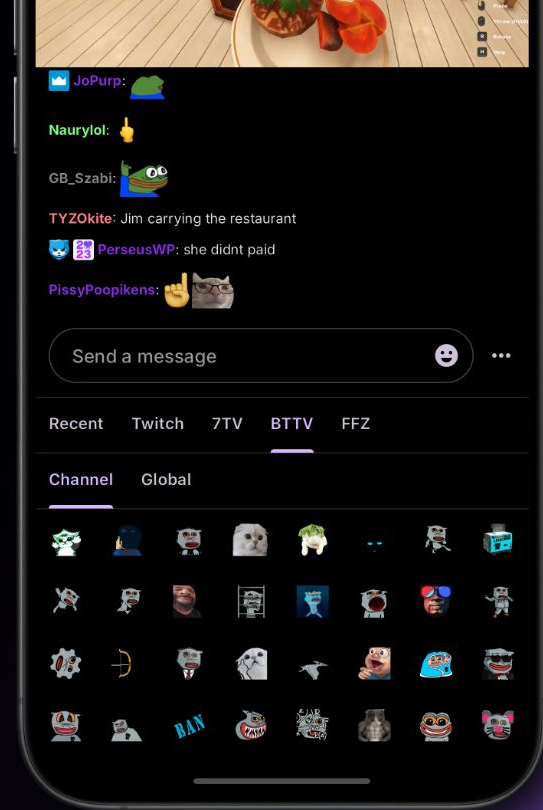 R
H
JoPurp:
Naurylol:
GB_Szabi:
TYZOkite: Jim carrying the restaurant
2023 PerseusWP: she didnt paid
PissyPoopikens:
Send a message
Recent Twitch 7TV BTTV FFZ
Channel Global
BAN